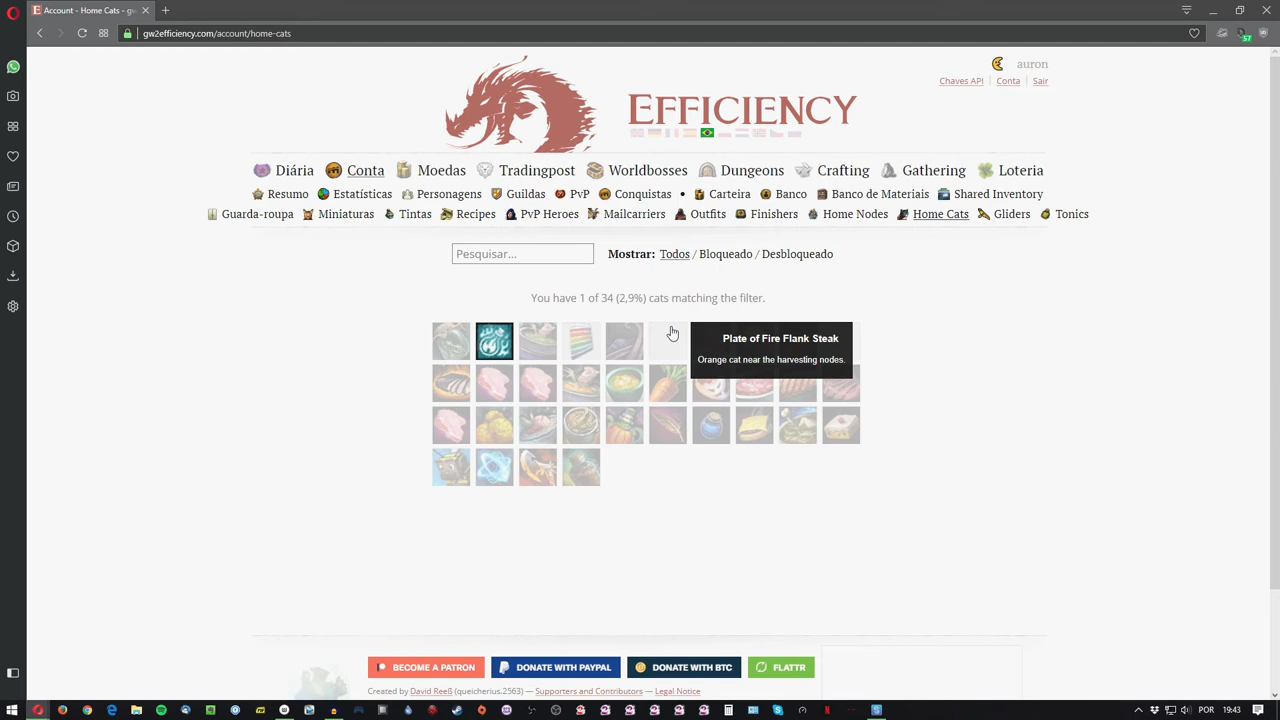 Account - Home Cats - gw
gw2efficiency.com/account/home-cats
auron
Chaves API | Conta | Sair
EFFICIENCY
Diária Conta Moedas Tradingpost Worldbosses Dungeons Crafting Gathering Loteria
Resumo Estatísticas Personagens Guildas PvP Conquistas • Carteira Banco Banco de Materiais Shared Inventory
Guarda-roupa Miniaturas Tintas Recipes PvP Heroes Mailcarriers Outfits Finishers Home Nodes Home Cats Gliders Tonics
Pesquisar... Mostrar: Todos / Bloqueado / Desbloqueado
You have 1 of 34 (2,9%) cats matching the filter.
Plate of Fire Flank Steak
Orange cat near the harvesting nodes.
BECOME A PATRON DONATE WITH PAYPAL DONATE WITH BTC FLATTR
Created by David Reeß (queicherius.2563) — Supporters and Contributors — Legal Notice
POR 19:43